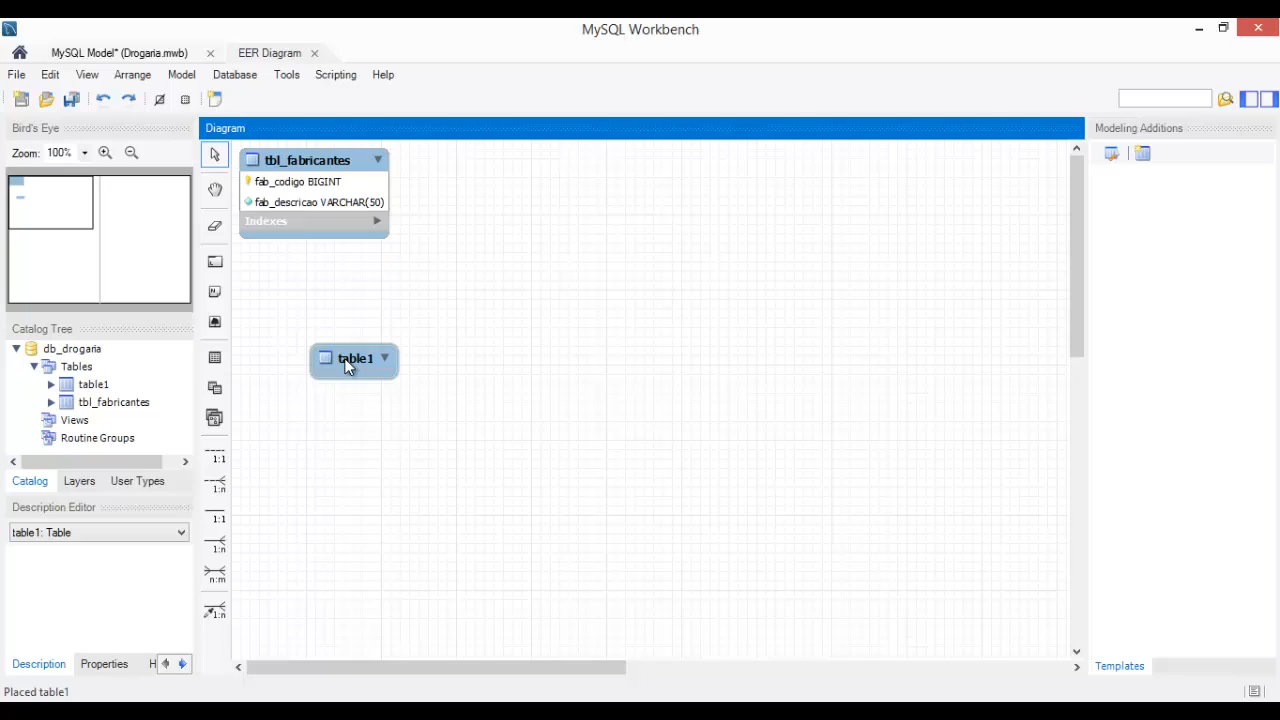 MySQL Workbench
MySQL Model* (Drogaria.mwb)
EER Diagram
File Edit View Arrange Model Database Tools Scripting Help
Bird's Eye
Zoom: 100%
Catalog Tree
db_drogaria
Tables
table1
tbl_fabricantes
Views
Routine Groups
Catalog Layers User Types
Description Editor
table1: Table
Description Properties H
Placed table1
1:1
1:n
1:1
1:n
n:m
1:n
Diagram
tbl_fabricantes
fab_codigo BIGINT
fab_descricao VARCHAR(50)
Indexes
table1
Modeling Additions
Templates